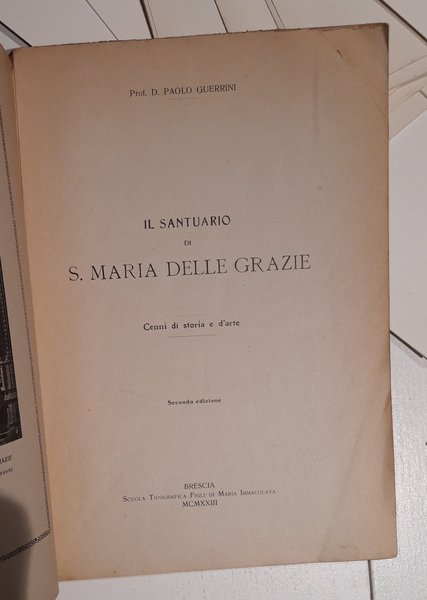 Prof. D. PAOLO GUERRINI
IL SANTUARIO
DI
S. MARIA DELLE GRAZIE
Cenni di storia e d'arte
Seconda edizione
BRESCIA
SCUOLA TIPOGRAFICA FIGLI DI MARIA IMMACOLATA
MCMXXIII